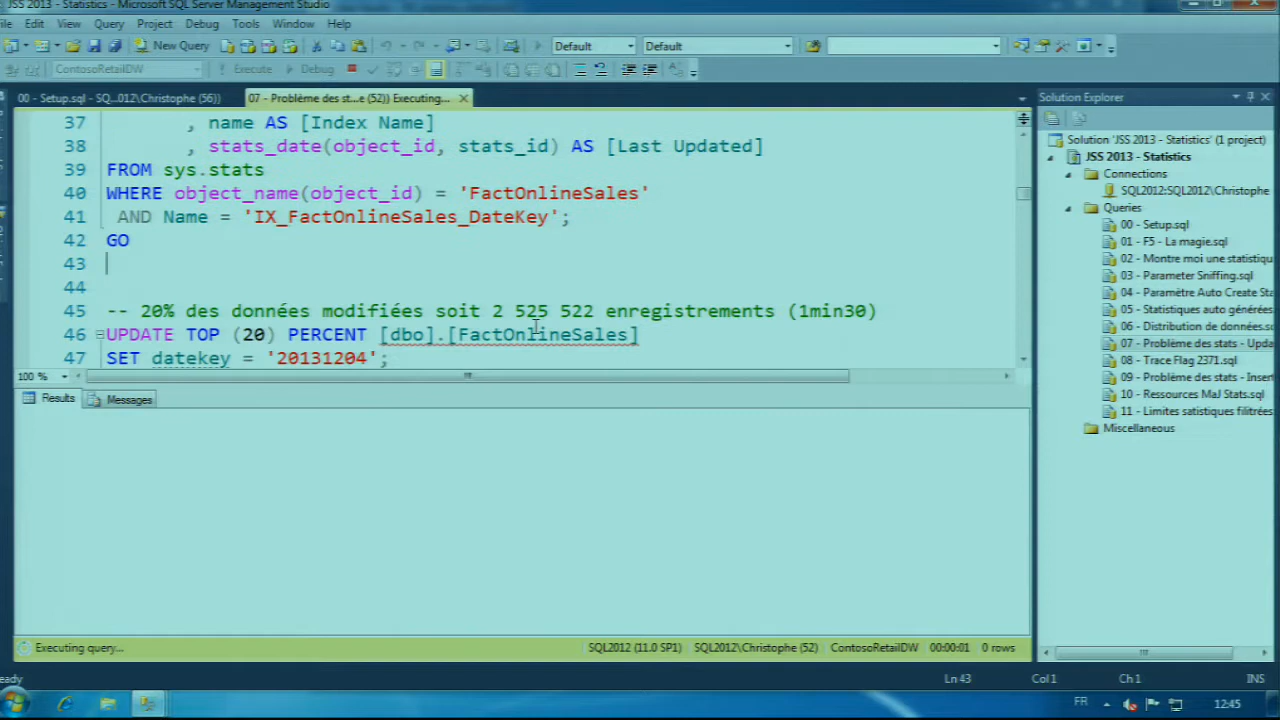 JSS 2013 - Statistics - Microsoft SQL Server Management Studio
File Edit View Query Project Debug Tools Window Help
New Query Default Default
ContosoRetailDW Execute Debug
00 - Setup.sql - SQ...012\Christophe (56))
07 - Problème des st...e (52)) Executing...
37 , name AS [Index Name]
38 , stats_date(object_id, stats_id) AS [Last Updated]
39 FROM sys.stats
40 WHERE object_name(object_id) = 'FactOnlineSales'
41 AND Name = 'IX_FactOnlineSales_DateKey';
42 GO
43
44
45 -- 20% des données modifiées soit 2 525 522 enregistrements (1min30)
46 UPDATE TOP (20) PERCENT [dbo].[FactOnlineSales]
47 SET datekey = '20131204';
100 %
Results Messages
Executing query...
SQL2012 (11.0 SP1) SQL2012\Christophe (52) ContosoRetailDW 00:00:01 0 rows
Solution Explorer
Solution 'JSS 2013 - Statistics' (1 project)
JSS 2013 - Statistics
Connections
SQL2012:SQL2012\Christophe
Queries
00 - Setup.sql
01 - F5 - La magie.sql
02 - Montre moi une statistiqu
03 - Parameter Sniffing.sql
04 - Paramètre Auto Create Sta
05 - Statistiques auto générées
06 - Distribution de données.s
07 - Problème des stats - Upda
08 - Trace Flag 2371.sql
09 - Problème des stats - Inser
10 - Ressources MaJ Stats.sql
11 - Limites satistiques filitrées
Miscellaneous
eady Ln 43 Col 1 Ch 1 INS
FR 12:45